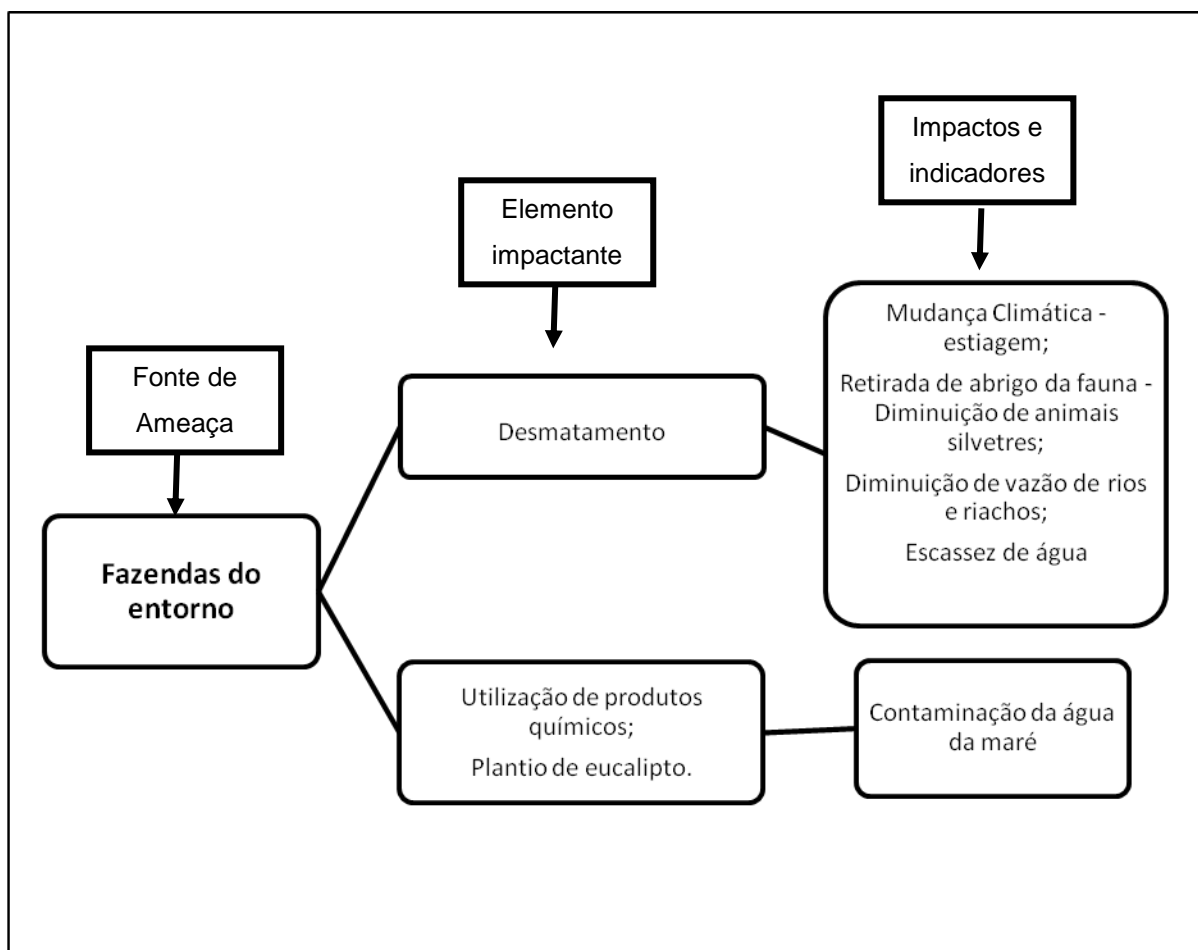 Impactos e
indicadores
Elemento
impactante
Fonte de
Ameaça
Mudança Climática -
estiagem;
Retirada de abrigo da fauna -
Diminuição de animais
silvetres;
Diminuição de vazão de rios
e riachos;
Escassez de água
Desmatamento
Fazendas do
entorno
Utilização de produtos
químicos;
Plantio de eucalipto.
Contaminação da água
da maré